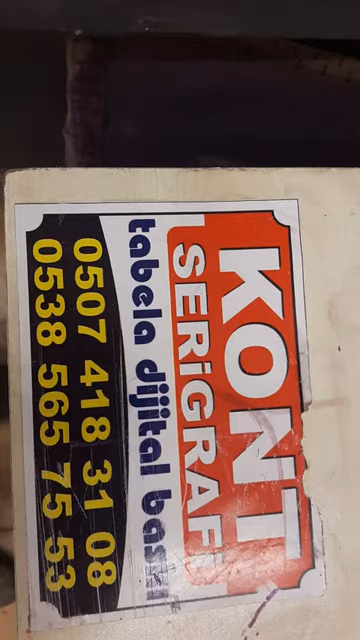 KONT
SERiGRAF
tabela dijital baskı
0507 418 31 08
0538 565 75 53